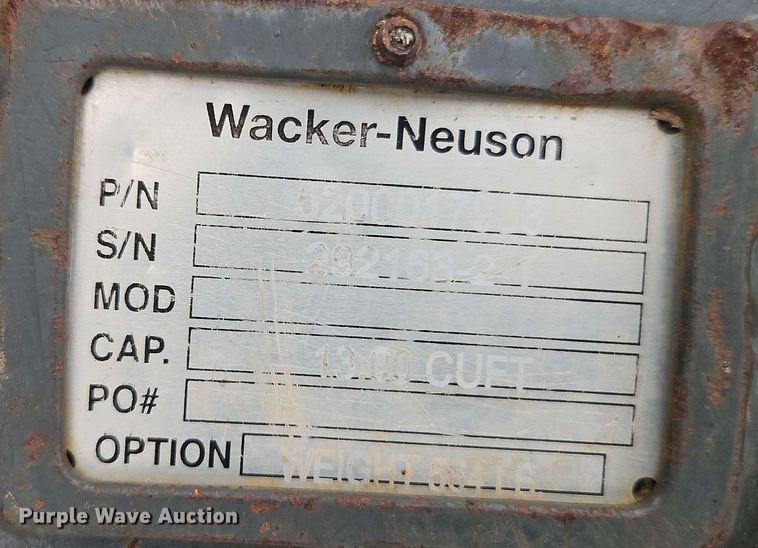 Wacker-Neuson
P/N
S/N
MOD
CAP. 13.00 CUFT
PO#
OPTION WEIGHT
Purple Wave Auction